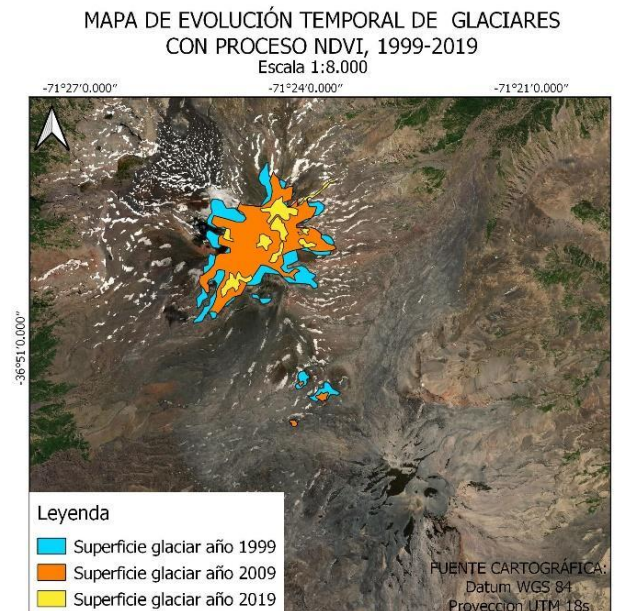 MAPA DE EVOLUCIÓN TEMPORAL DE GLACIARES
CON PROCESO NDVI, 1999-2019
Escala 1:8.000
-71°27'0.000"
-71°24'0.000"
-71°21'0.000"
-36°51'0.000"
Leyenda
Superficie glaciar año 1999
Superficie glaciar año 2009
Superficie glaciar año 2019
FUENTE CARTOGRÁFICA:
Datum WGS 84
Proyección UTM 18s